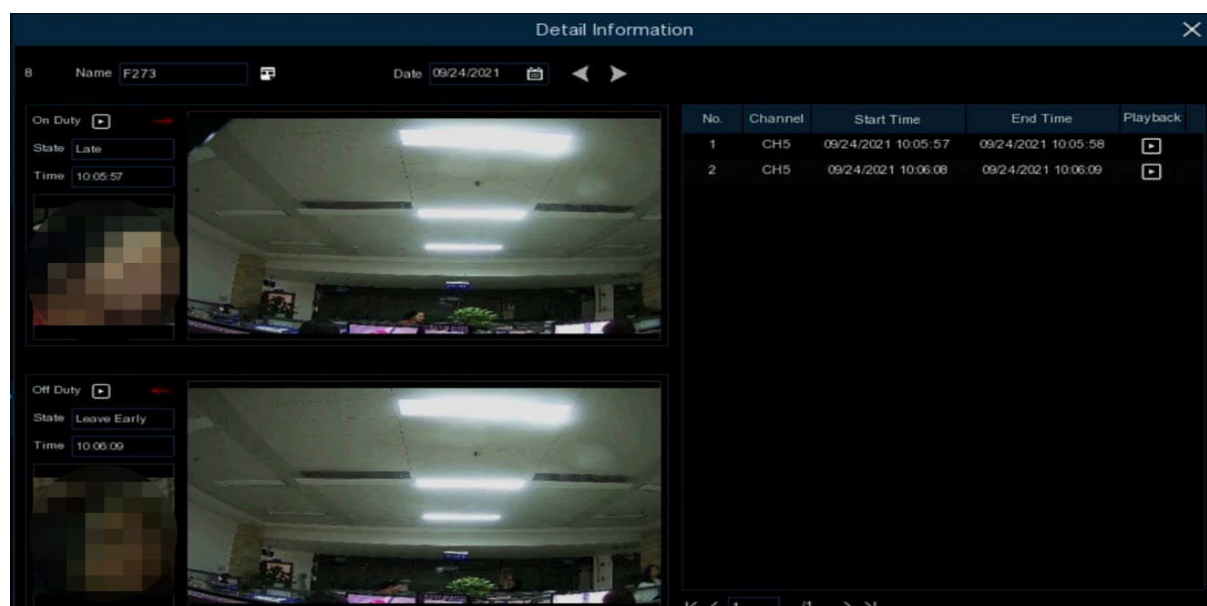 Detail Information
8 Name F273 Date 09/24/2021
On Duty
State Late
Time 10:05:57
No. Channel Start Time End Time Playback
1 CH5 09/24/2021 10:05:57 09/24/2021 10:05:58
2 CH5 09/24/2021 10:06:08 09/24/2021 10:06:09
Off Duty
State Leave Early
Time 10:06:09